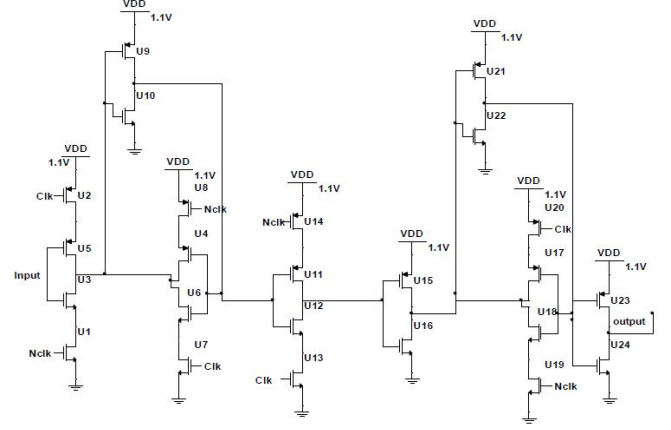 VDD
1.1V
U9
U10
VDD
1.1V
U2
Clk
U5
Input
U3
U1
Nclk
VDD
1.1V
U8
Nclk
U4
U6
U7
Clk
VDD
1.1V
Nclk
U14
U11
U12
U13
Clk
VDD
1.1V
U15
U16
VDD
1.1V
U21
U22
VDD
1.1V
U20
Clk
U17
U18
U19
Nclk
VDD
1.1V
U23
output
U24